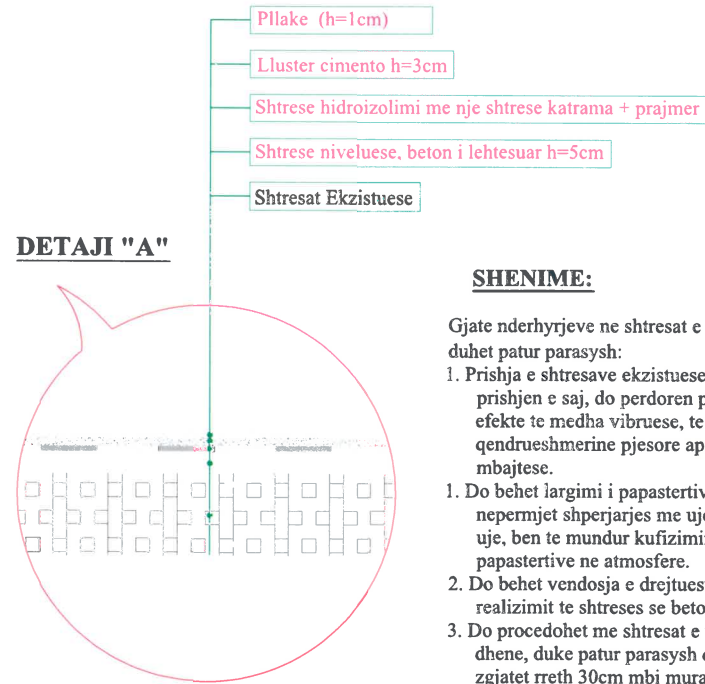 Pllake (h=1cm)
Lluster cimento h=3cm
Shtrese hidroizolimi me nje shtrese katrama + prajmer
Shtrese niveluese, beton i lehtesuar h=5cm
Shtresat Ekzistuese
DETAJI "A"
SHENIME:
Gjate nderhyrjeve ne shtresat e
duhet patur parasysh:
1. Prishja e shtresave ekzistuese
prishjen e saj, do perdoren p
efekte te medha vibruese, te
qendrueshmerine pjesore ap
mbajtese.
1. Do behet largimi i papastertiv
nepermjet shperjarjes me uj
uje, ben te mundur kufizimi
papastertive ne atmosfere.
2. Do behet vendosja e drejtues
realizimit te shtreses se beto
3. Do procedohet me shtresat e
dhene, duke patur parasysh
zgjatet rreth 30cm mbi mura